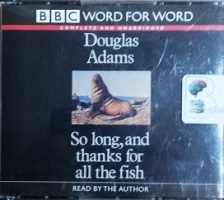 BBC WORD FOR WORD
COMPLETE AND UNABRIDGED
Douglas
Adams
So long, and
thanks for
all the fish
READ BY THE AUTHOR